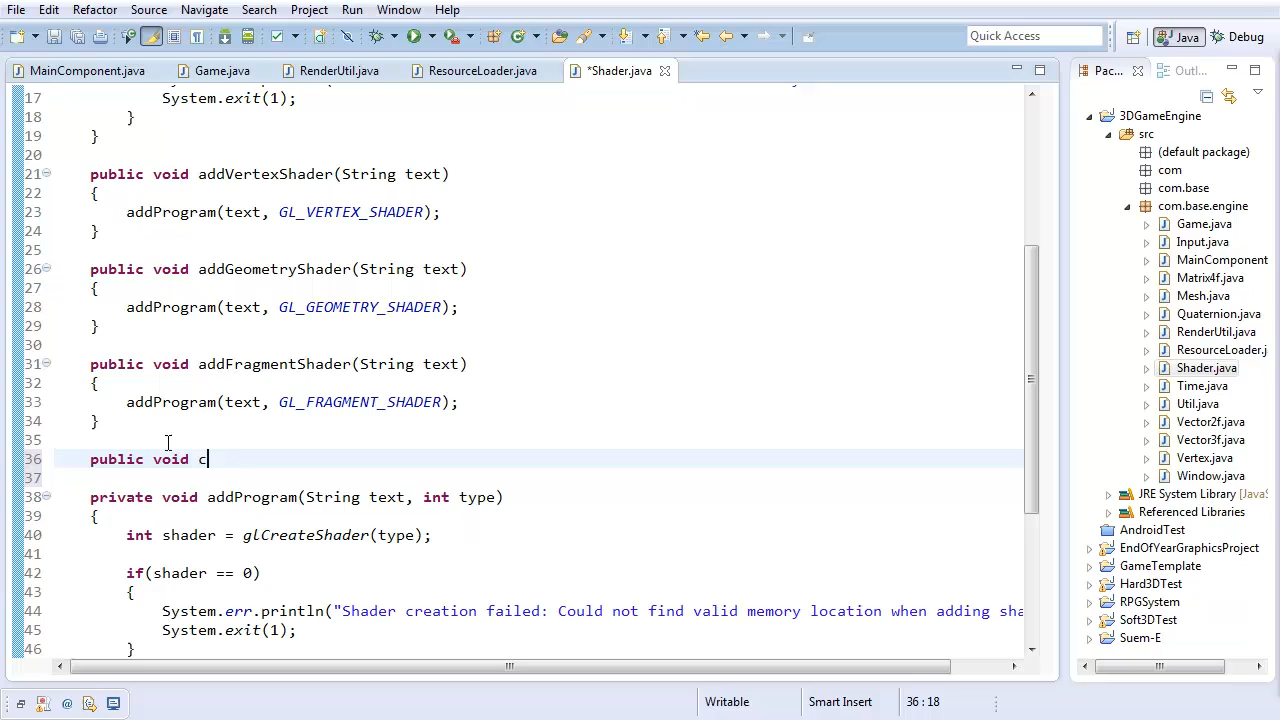 File Edit Refactor Source Navigate Search Project Run Window Help
Quick Access Java Debug
MainComponent.java Game.java RenderUtil.java ResourceLoader.java *Shader.java Pac... Outl...
17 System.exit(1);
18 }
19 }
20
21 public void addVertexShader(String text)
22 {
23 addProgram(text, GL_VERTEX_SHADER);
24 }
25
26 public void addGeometryShader(String text)
27 {
28 addProgram(text, GL_GEOMETRY_SHADER);
29 }
30
31 public void addFragmentShader(String text)
32 {
33 addProgram(text, GL_FRAGMENT_SHADER);
34 }
35
36 public void c
37
38 private void addProgram(String text, int type)
39 {
40 int shader = glCreateShader(type);
41
42 if(shader == 0)
43 {
44 System.err.println("Shader creation failed: Could not find valid memory location when adding sha
45 System.exit(1);
46 }
3DGameEngine
src
(default package)
com
com.base
com.base.engine
Game.java
Input.java
MainComponent
Matrix4f.java
Mesh.java
Quaternion.java
RenderUtil.java
ResourceLoader.j
Shader.java
Time.java
Util.java
Vector2f.java
Vector3f.java
Vertex.java
Window.java
JRE System Library [JavaS
Referenced Libraries
AndroidTest
EndOfYearGraphicsProject
GameTemplate
Hard3DTest
RPGSystem
Soft3DTest
Suem-E
Writable Smart Insert 36 : 18